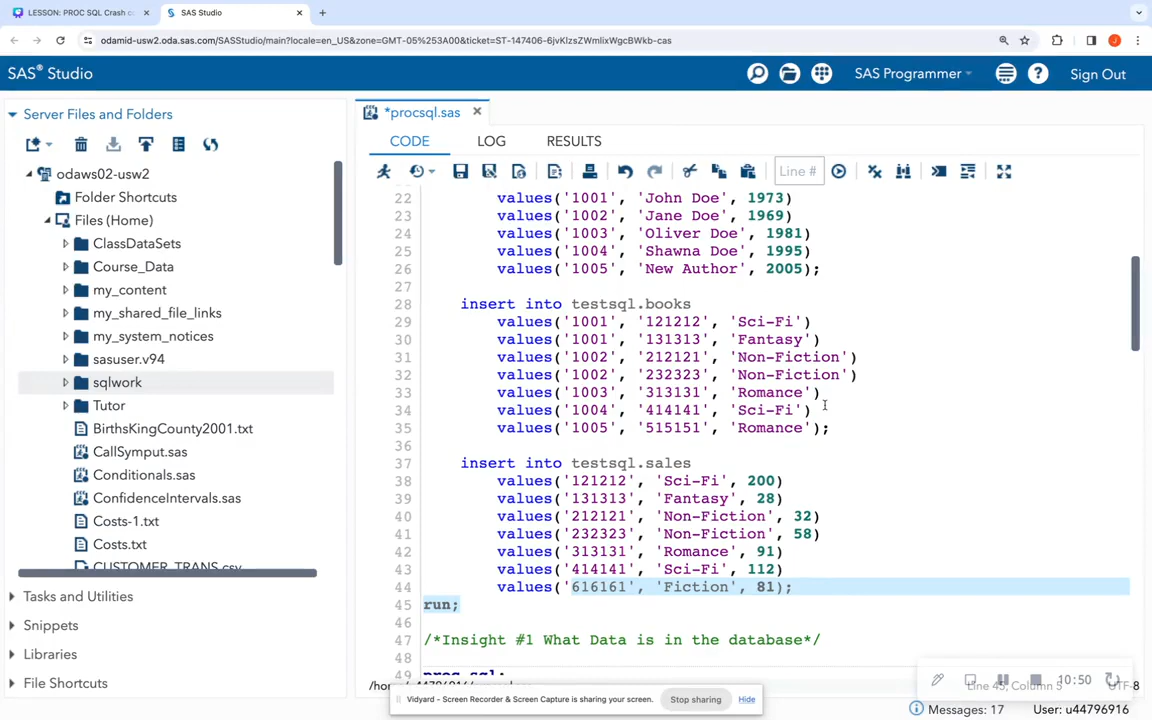 LESSON: PROC SQL Crash c
SAS Studio
odamid-usw2.oda.sas.com/SASStudio/main?locale=en_US&zone=GMT-05%253A00&ticket=ST-147406-6jvKIzsZWmlixWgcBWkb-cas
SAS® Studio
SAS Programmer
Sign Out
Server Files and Folders
odaws02-usw2
Folder Shortcuts
Files (Home)
ClassDataSets
Course_Data
my_content
my_shared_file_links
my_system_notices
sasuser.v94
sqlwork
Tutor
BirthsKingCounty2001.txt
CallSymput.sas
Conditionals.sas
ConfidenceIntervals.sas
Costs-1.txt
Costs.txt
CUSTOMER_TRANS.csv
Tasks and Utilities
Snippets
Libraries
File Shortcuts
*procsql.sas
CODE LOG RESULTS
Line #
22 values('1001', 'John Doe', 1973)
23 values('1002', 'Jane Doe', 1969)
24 values('1003', 'Oliver Doe', 1981)
25 values('1004', 'Shawna Doe', 1995)
26 values('1005', 'New Author', 2005);
27
28 insert into testsql.books
29 values('1001', '121212', 'Sci-Fi')
30 values('1001', '131313', 'Fantasy')
31 values('1002', '212121', 'Non-Fiction')
32 values('1002', '232323', 'Non-Fiction')
33 values('1003', '313131', 'Romance')
34 values('1004', '414141', 'Sci-Fi')
35 values('1005', '515151', 'Romance');
36
37 insert into testsql.sales
38 values('121212', 'Sci-Fi', 200)
39 values('131313', 'Fantasy', 28)
40 values('212121', 'Non-Fiction', 32)
41 values('232323', 'Non-Fiction', 58)
42 values('313131', 'Romance', 91)
43 values('414141', 'Sci-Fi', 112)
44 values('616161', 'Fiction', 81);
45 run;
46
47 /*Insight #1 What Data is in the database*/
48
49 proc sql;
Line 45, Column 5
UTF-8
10:50
Vidyard - Screen Recorder & Screen Capture is sharing your screen.
Stop sharing
Hide
Messages: 17
User: u44796916